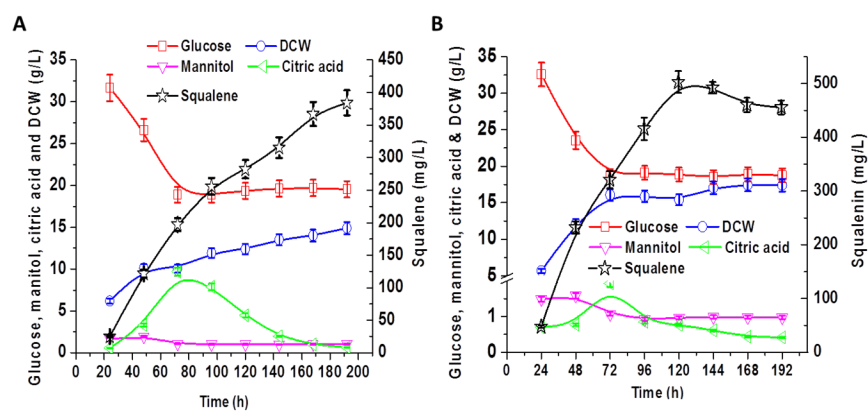 A
Glucose
DCW
Mannitol
Citric acid
Squalene
Glucose, manitol, citric acid and DCW (g/L)
35
30
25
20
15
10
5
0
450
400
350
300
250
200
150
100
50
0
Squalene (mg/L)
0 20 40 60 80 100 120 140 160 180 200
Time (h)
B
Glucose, mannitol, citric acid & DCW (g/L)
35
30
25
20
15
10
5
1
0
500
400
300
200
100
0
Squalanin (mg/L)
Glucose
DCW
Mannitol
Citric acid
Squalene
0 24 48 72 96 120 144 168 192
Time (h)